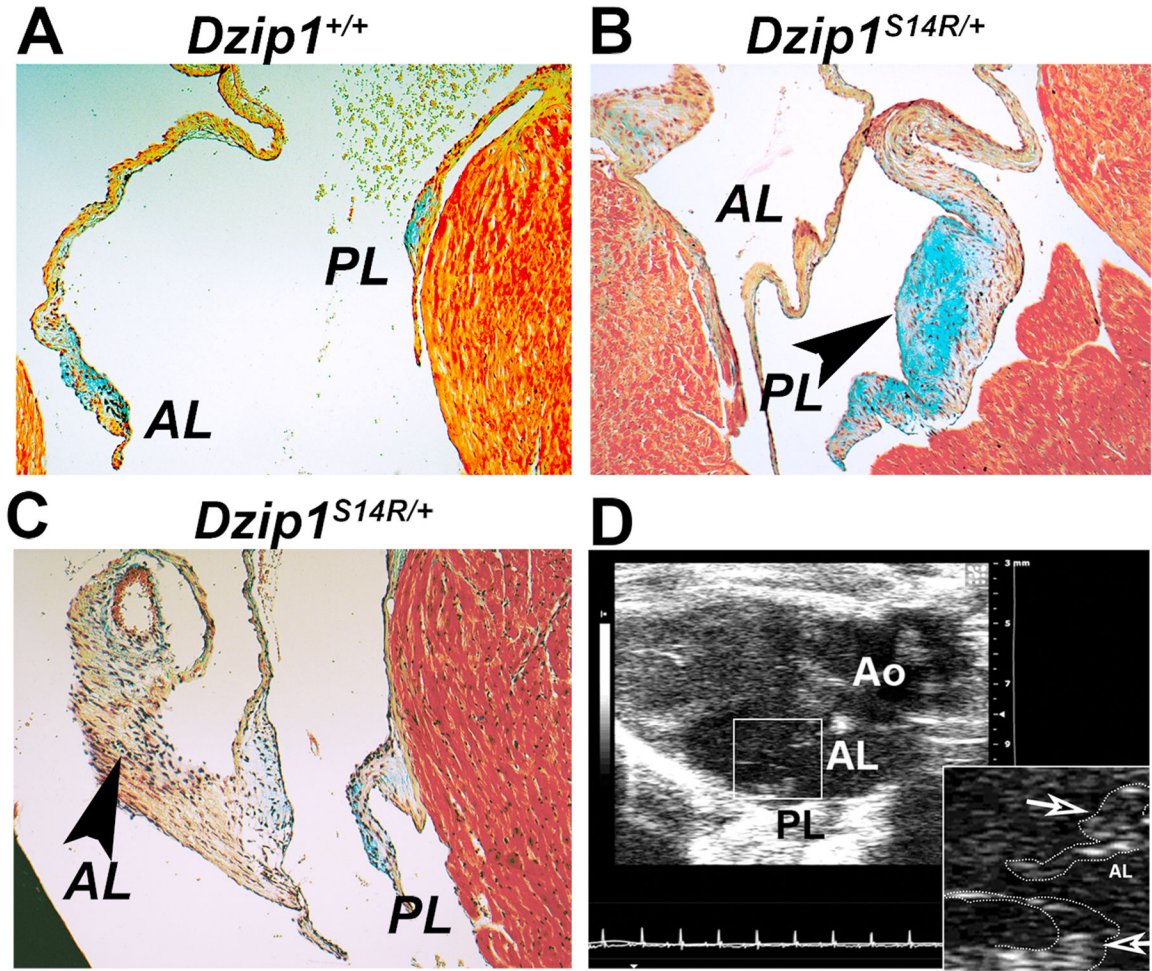 A Dzip1+/+
B Dzip1S14R/+
AL
PL
AL
PL
C Dzip1S14R/+
D
AL
PL
3 mm
5
Ao
7
AL
9
PL
AL